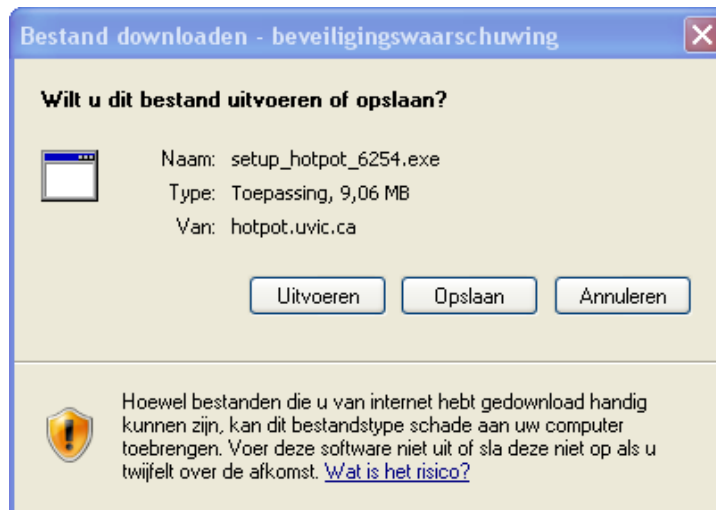 Bestand downloaden - beveiligingswaarschuwing
Wilt u dit bestand uitvoeren of opslaan?
Naam: setup_hotpot_6254.exe
Type: Toepassing, 9,06 MB
Van: hotpot.uvic.ca
Uitvoeren Opslaan Annuleren
Hoewel bestanden die u van internet hebt gedownload handig
kunnen zijn, kan dit bestandstype schade aan uw computer
toebrengen. Voer deze software niet uit of sla deze niet op als u
twijfelt over de afkomst. Wat is het risico?